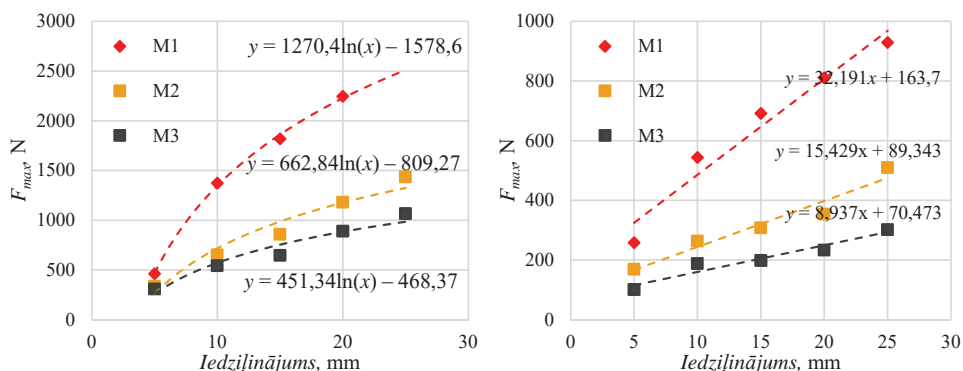 3000
2500
2000
1500
1000
500
0
0
10
20
30
F_max, N
Iedziļinājums, mm
M1
M2
M3
y = 1270,4ln(x) – 1578,6
y = 662,84ln(x) – 809,27
y = 451,34ln(x) – 468,37
1000
800
600
400
200
0
0
5
10
15
20
25
30
F_max, N
Iedziļinājums, mm
M1
M2
M3
y = 32,191x + 163,7
y = 15,429x + 89,343
y = 8,937x + 70,473